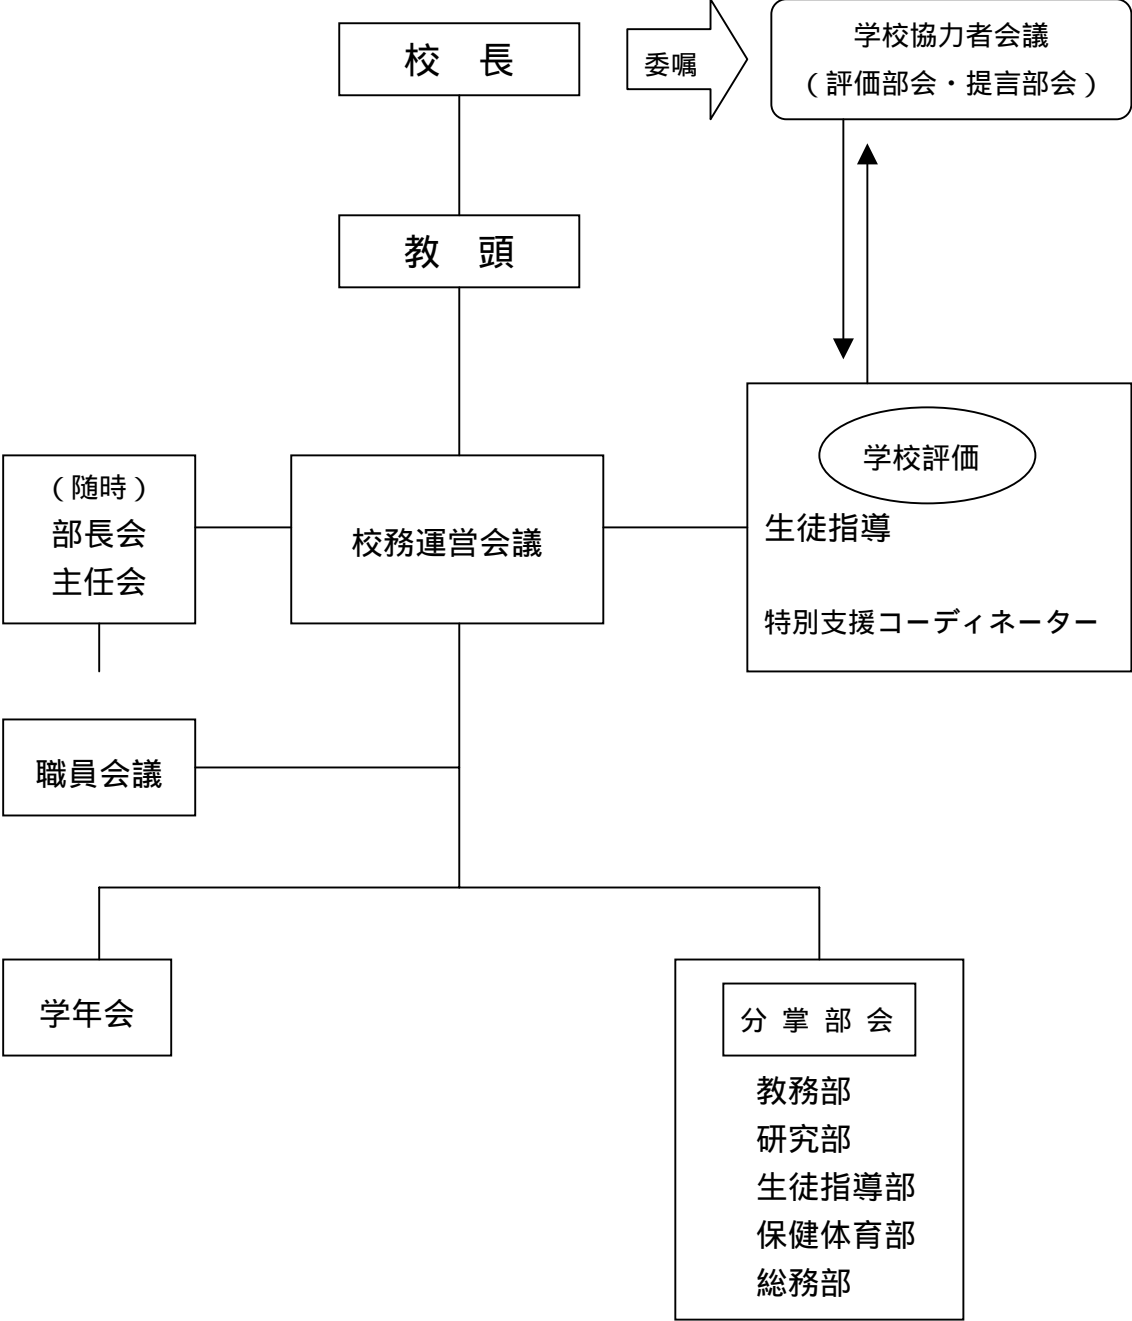 校　長
委嘱
学校協力者会議
（評価部会・提言部会）
教　頭
（随時）
部長会
主任会
校務運営会議
学校評価
生徒指導
特別支援コーディネーター
職員会議
学年会
分 掌 部 会
教務部
研究部
生徒指導部
保健体育部
総務部